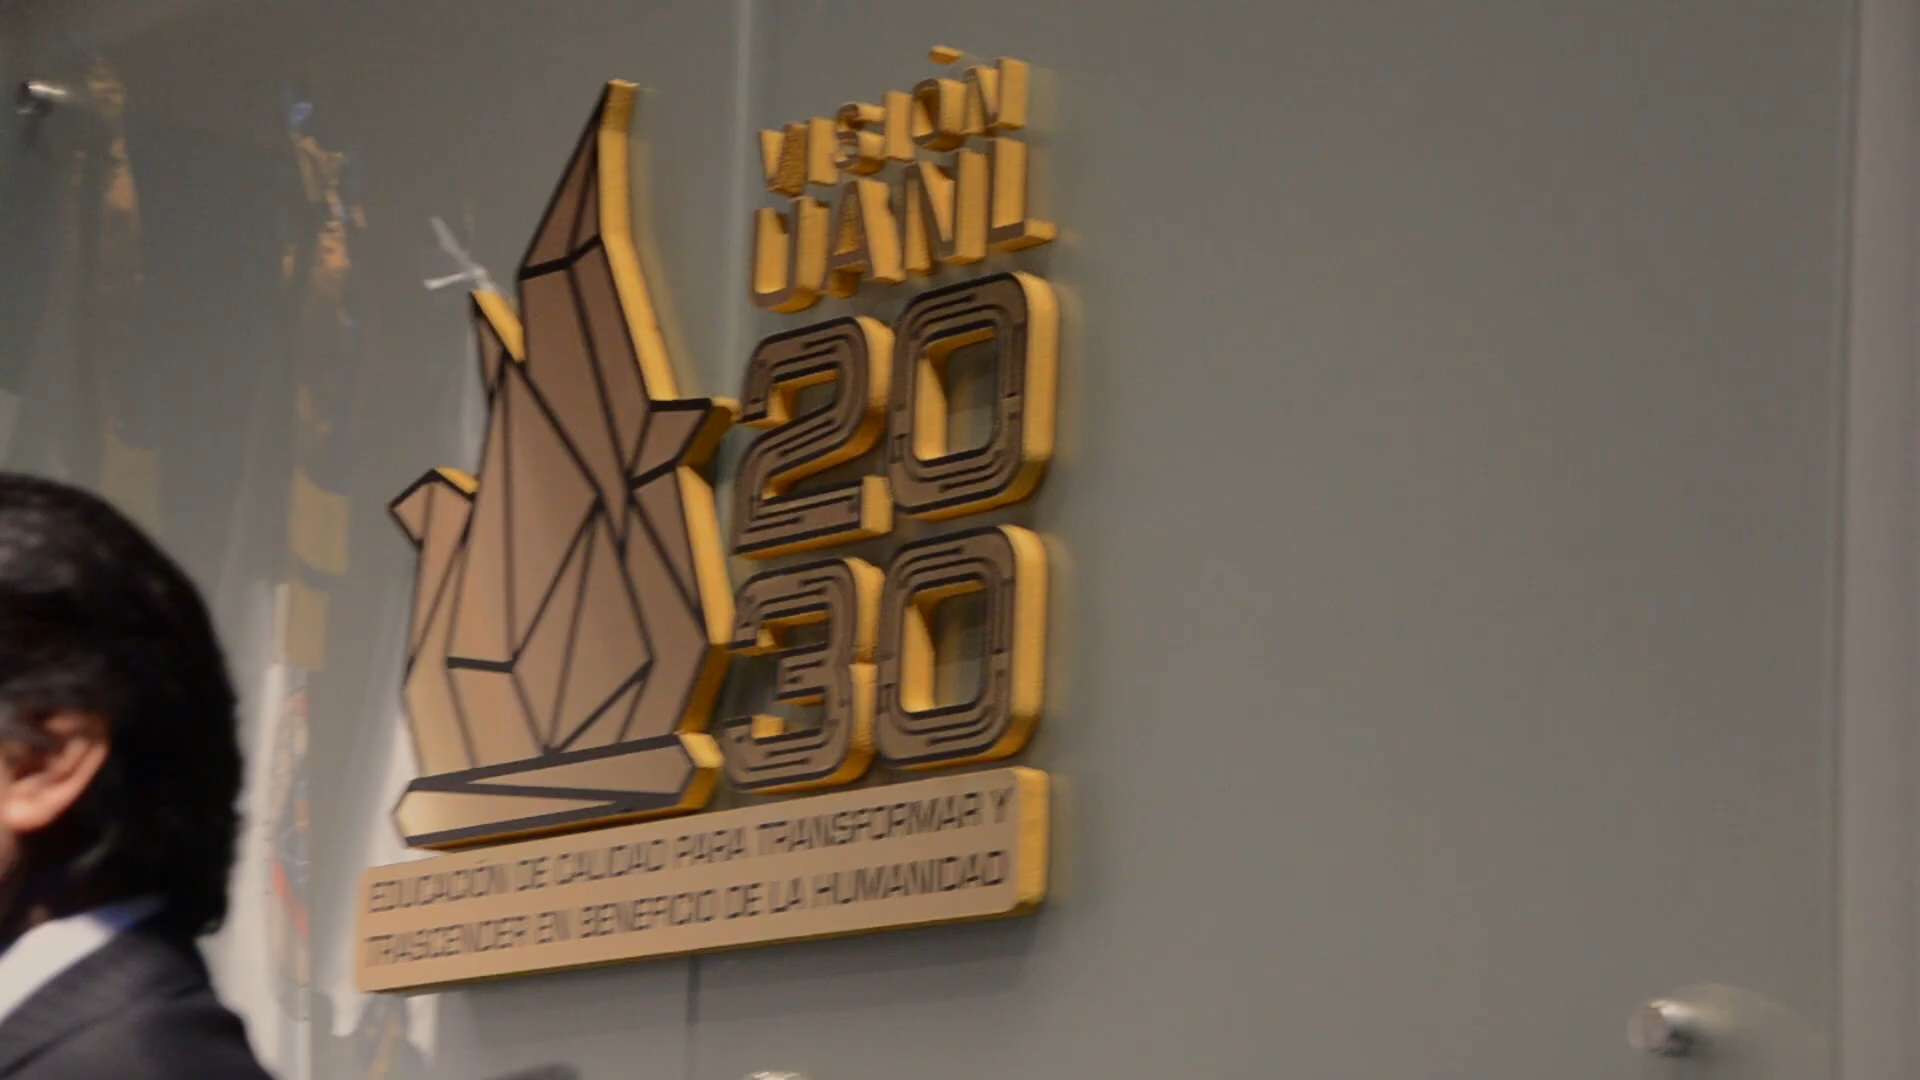 VISIÓN
UANL
20
30
EDUCACIÓN DE CALIDAD PARA TRANSFORMAR Y
TRASCENDER EN BENEFICIO DE LA HUMANIDAD